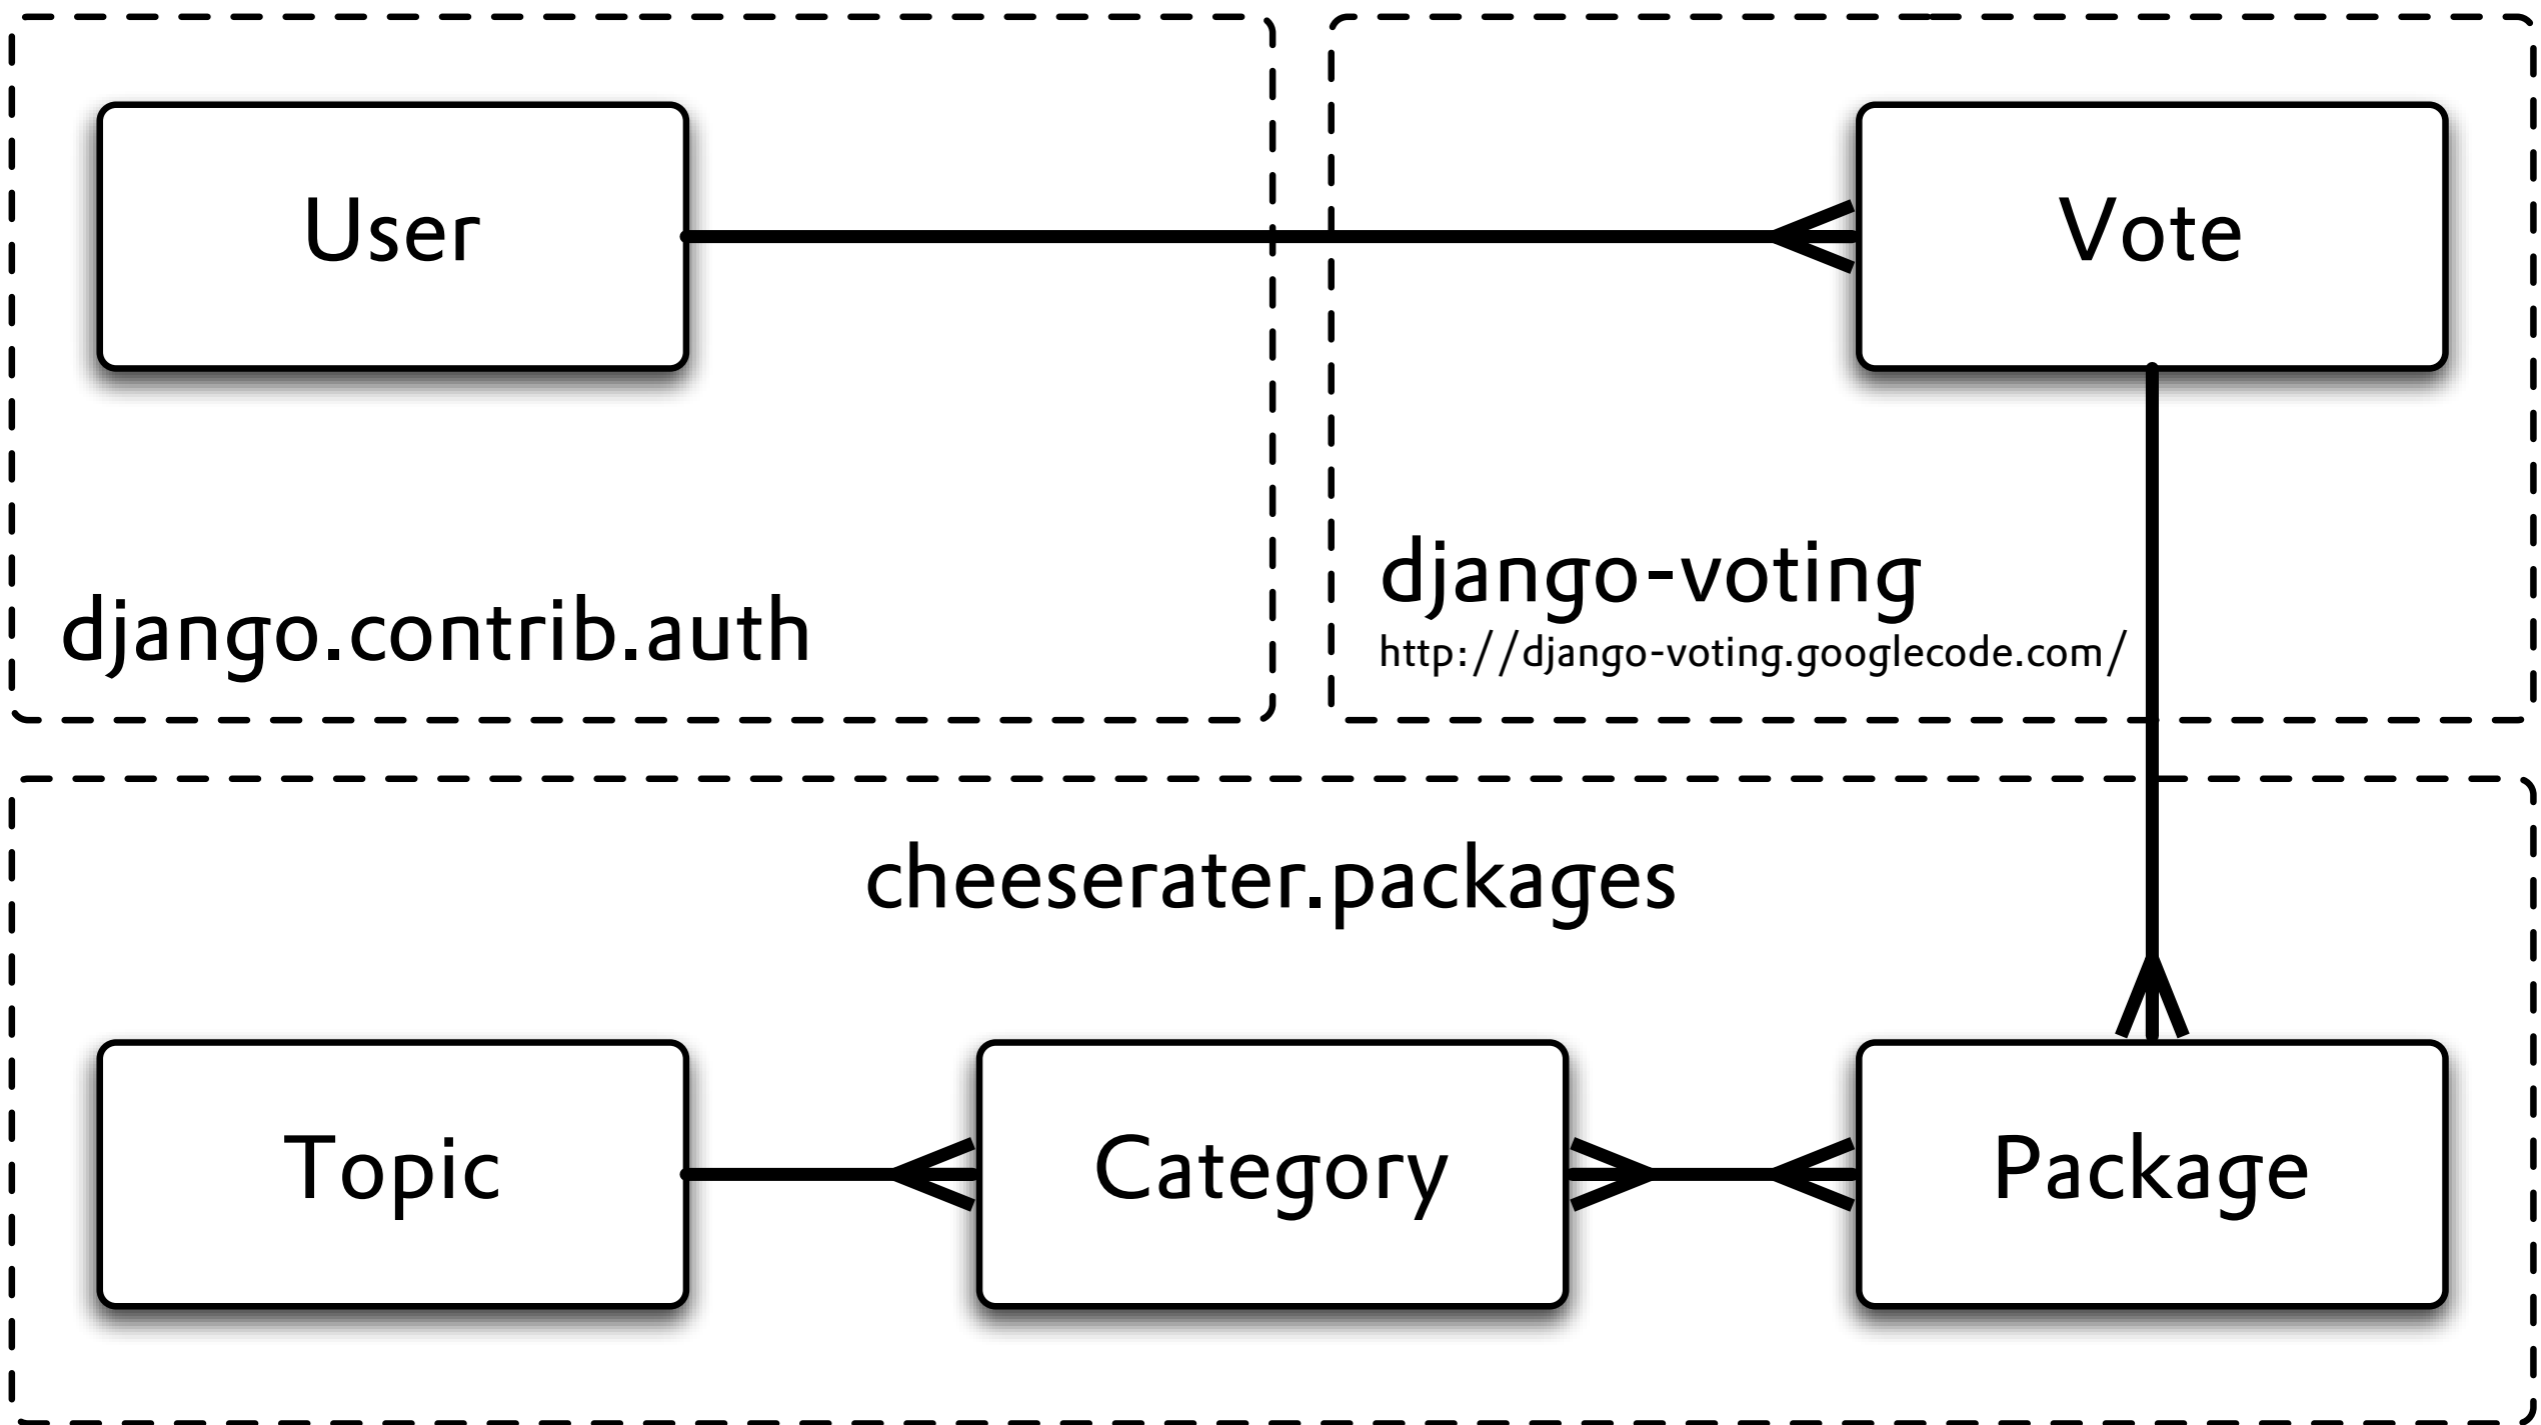 User
Vote
django.contrib.auth
django-voting
http://django-voting.googlecode.com/
cheeserater.packages
Topic
Category
Package